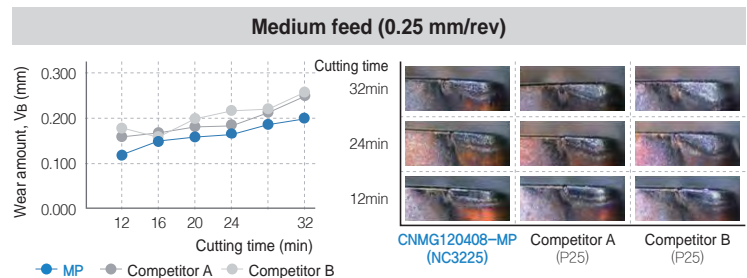 Medium feed (0.25 mm/rev)
Wear amount, VB (mm)
0.300
0.200
0.100
0.000
12 16 20 24 28 32
Cutting time (min)
MP Competitor A Competitor B
Cutting time
32min
24min
12min
CNMG120408-MP
(NC3225)
Competitor A
(P25)
Competitor B
(P25)